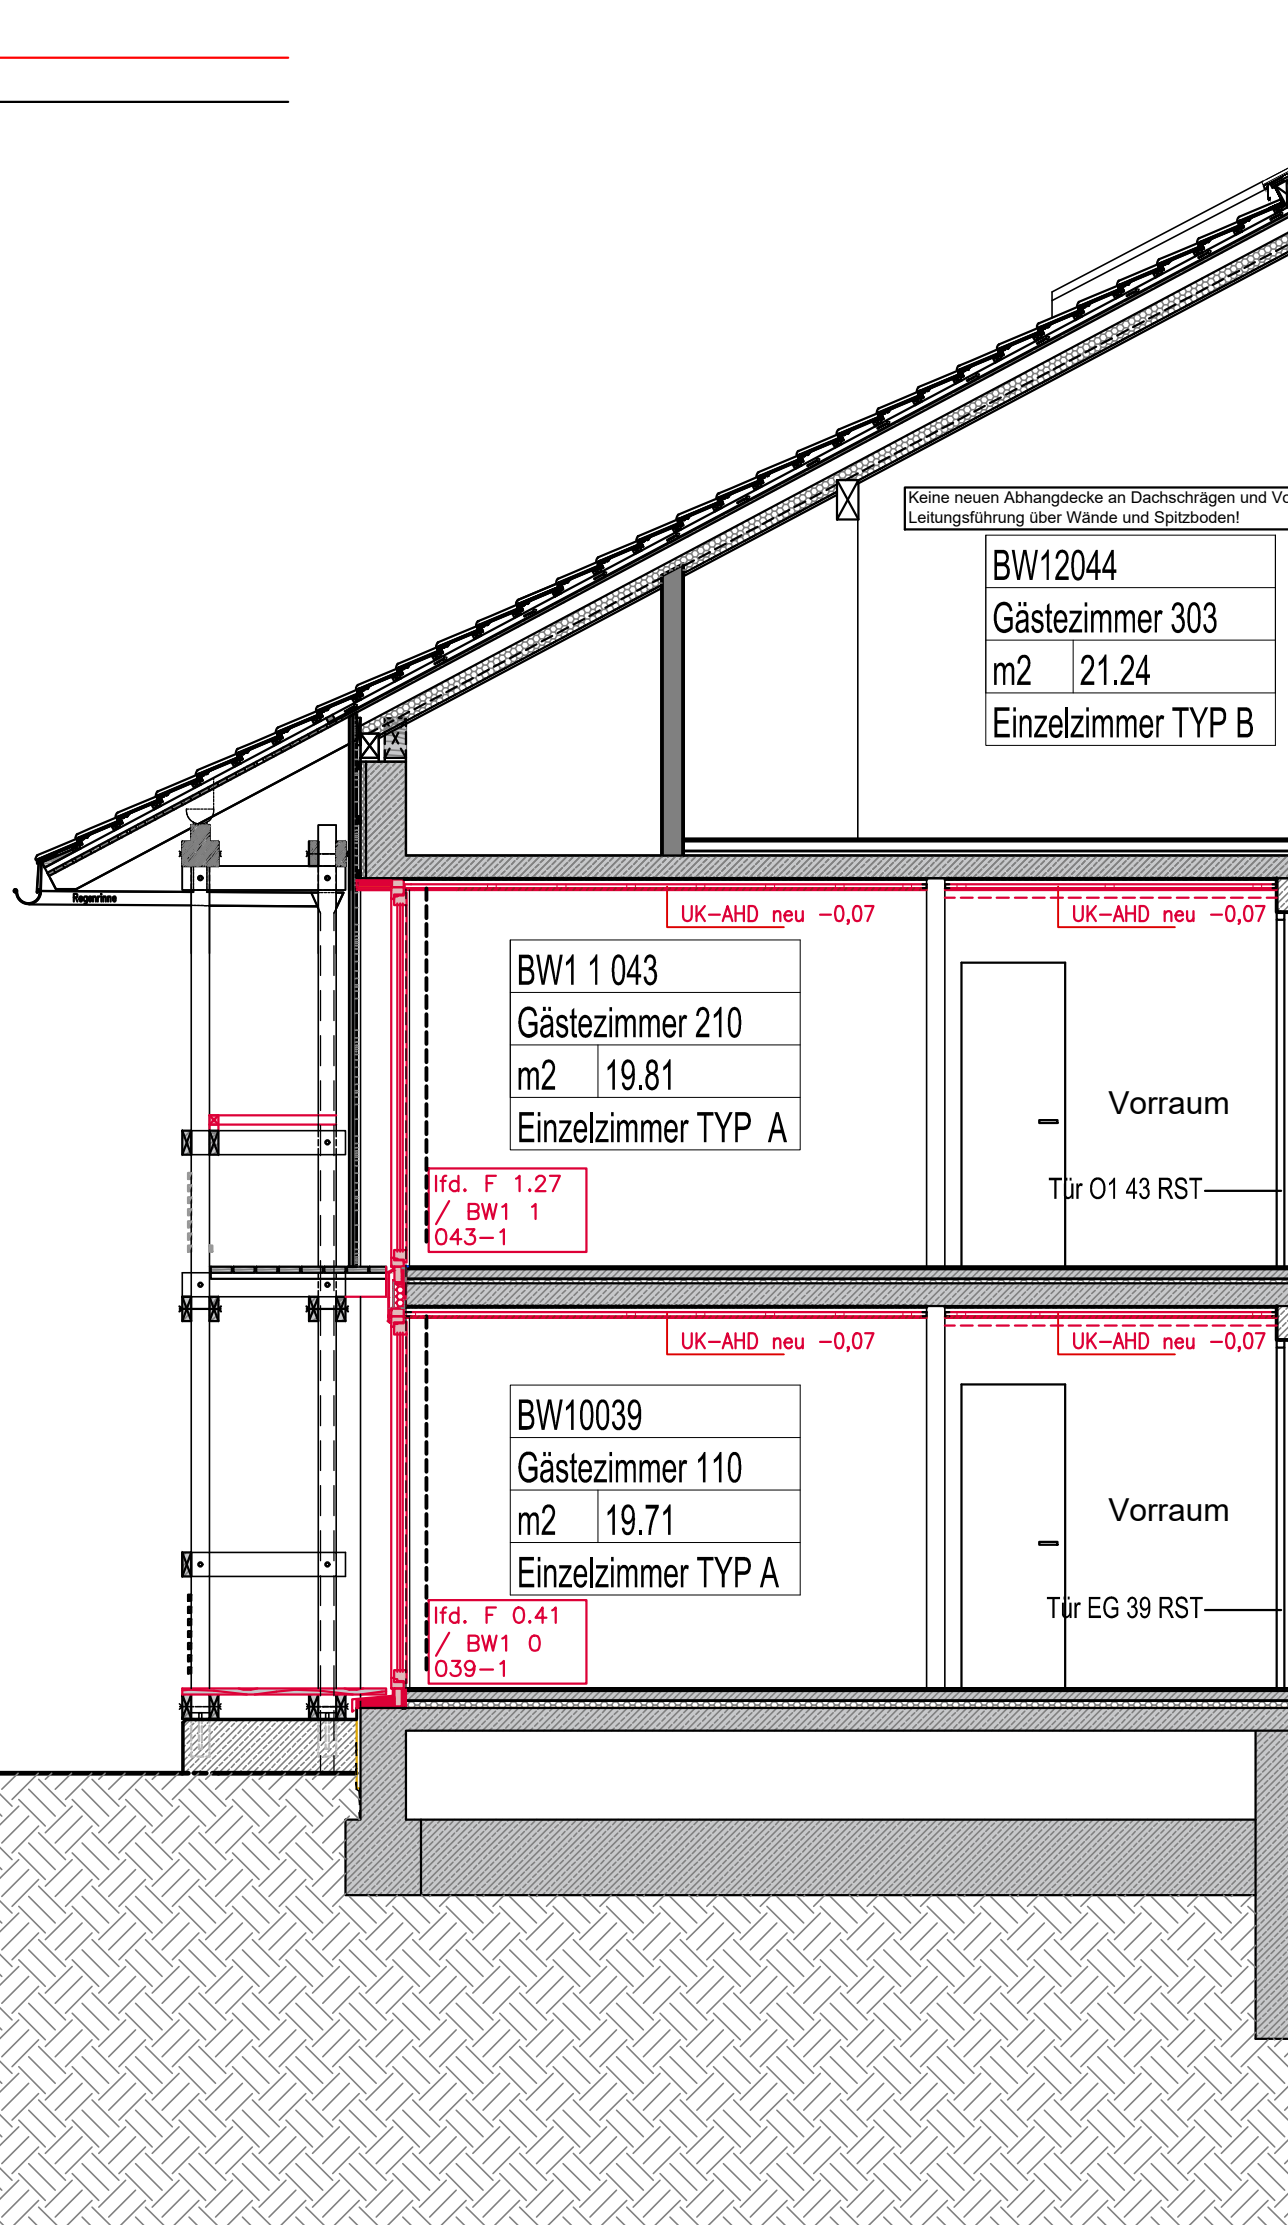 Keine neuen Abhangdecke an Dachschrägen und
Leitungsführung über Wände und Spitzboden!
BW12044
Gästezimmer 303
m2 21.24
Einzelzimmer TYP B
Regenrinne
UK-AHD neu -0,07
UK-AHD neu -0,07
BW1 1 043
Gästezimmer 210
m2 19.81
Einzelzimmer TYP A
Vorraum
lfd. F 1.27
/ BW1 1
043-1
Tür O1 43 RST
UK-AHD neu -0,07
UK-AHD neu -0,07
BW10039
Gästezimmer 110
m2 19.71
Einzelzimmer TYP A
Vorraum
lfd. F 0.41
/ BW1 0
039-1
Tür EG 39 RST